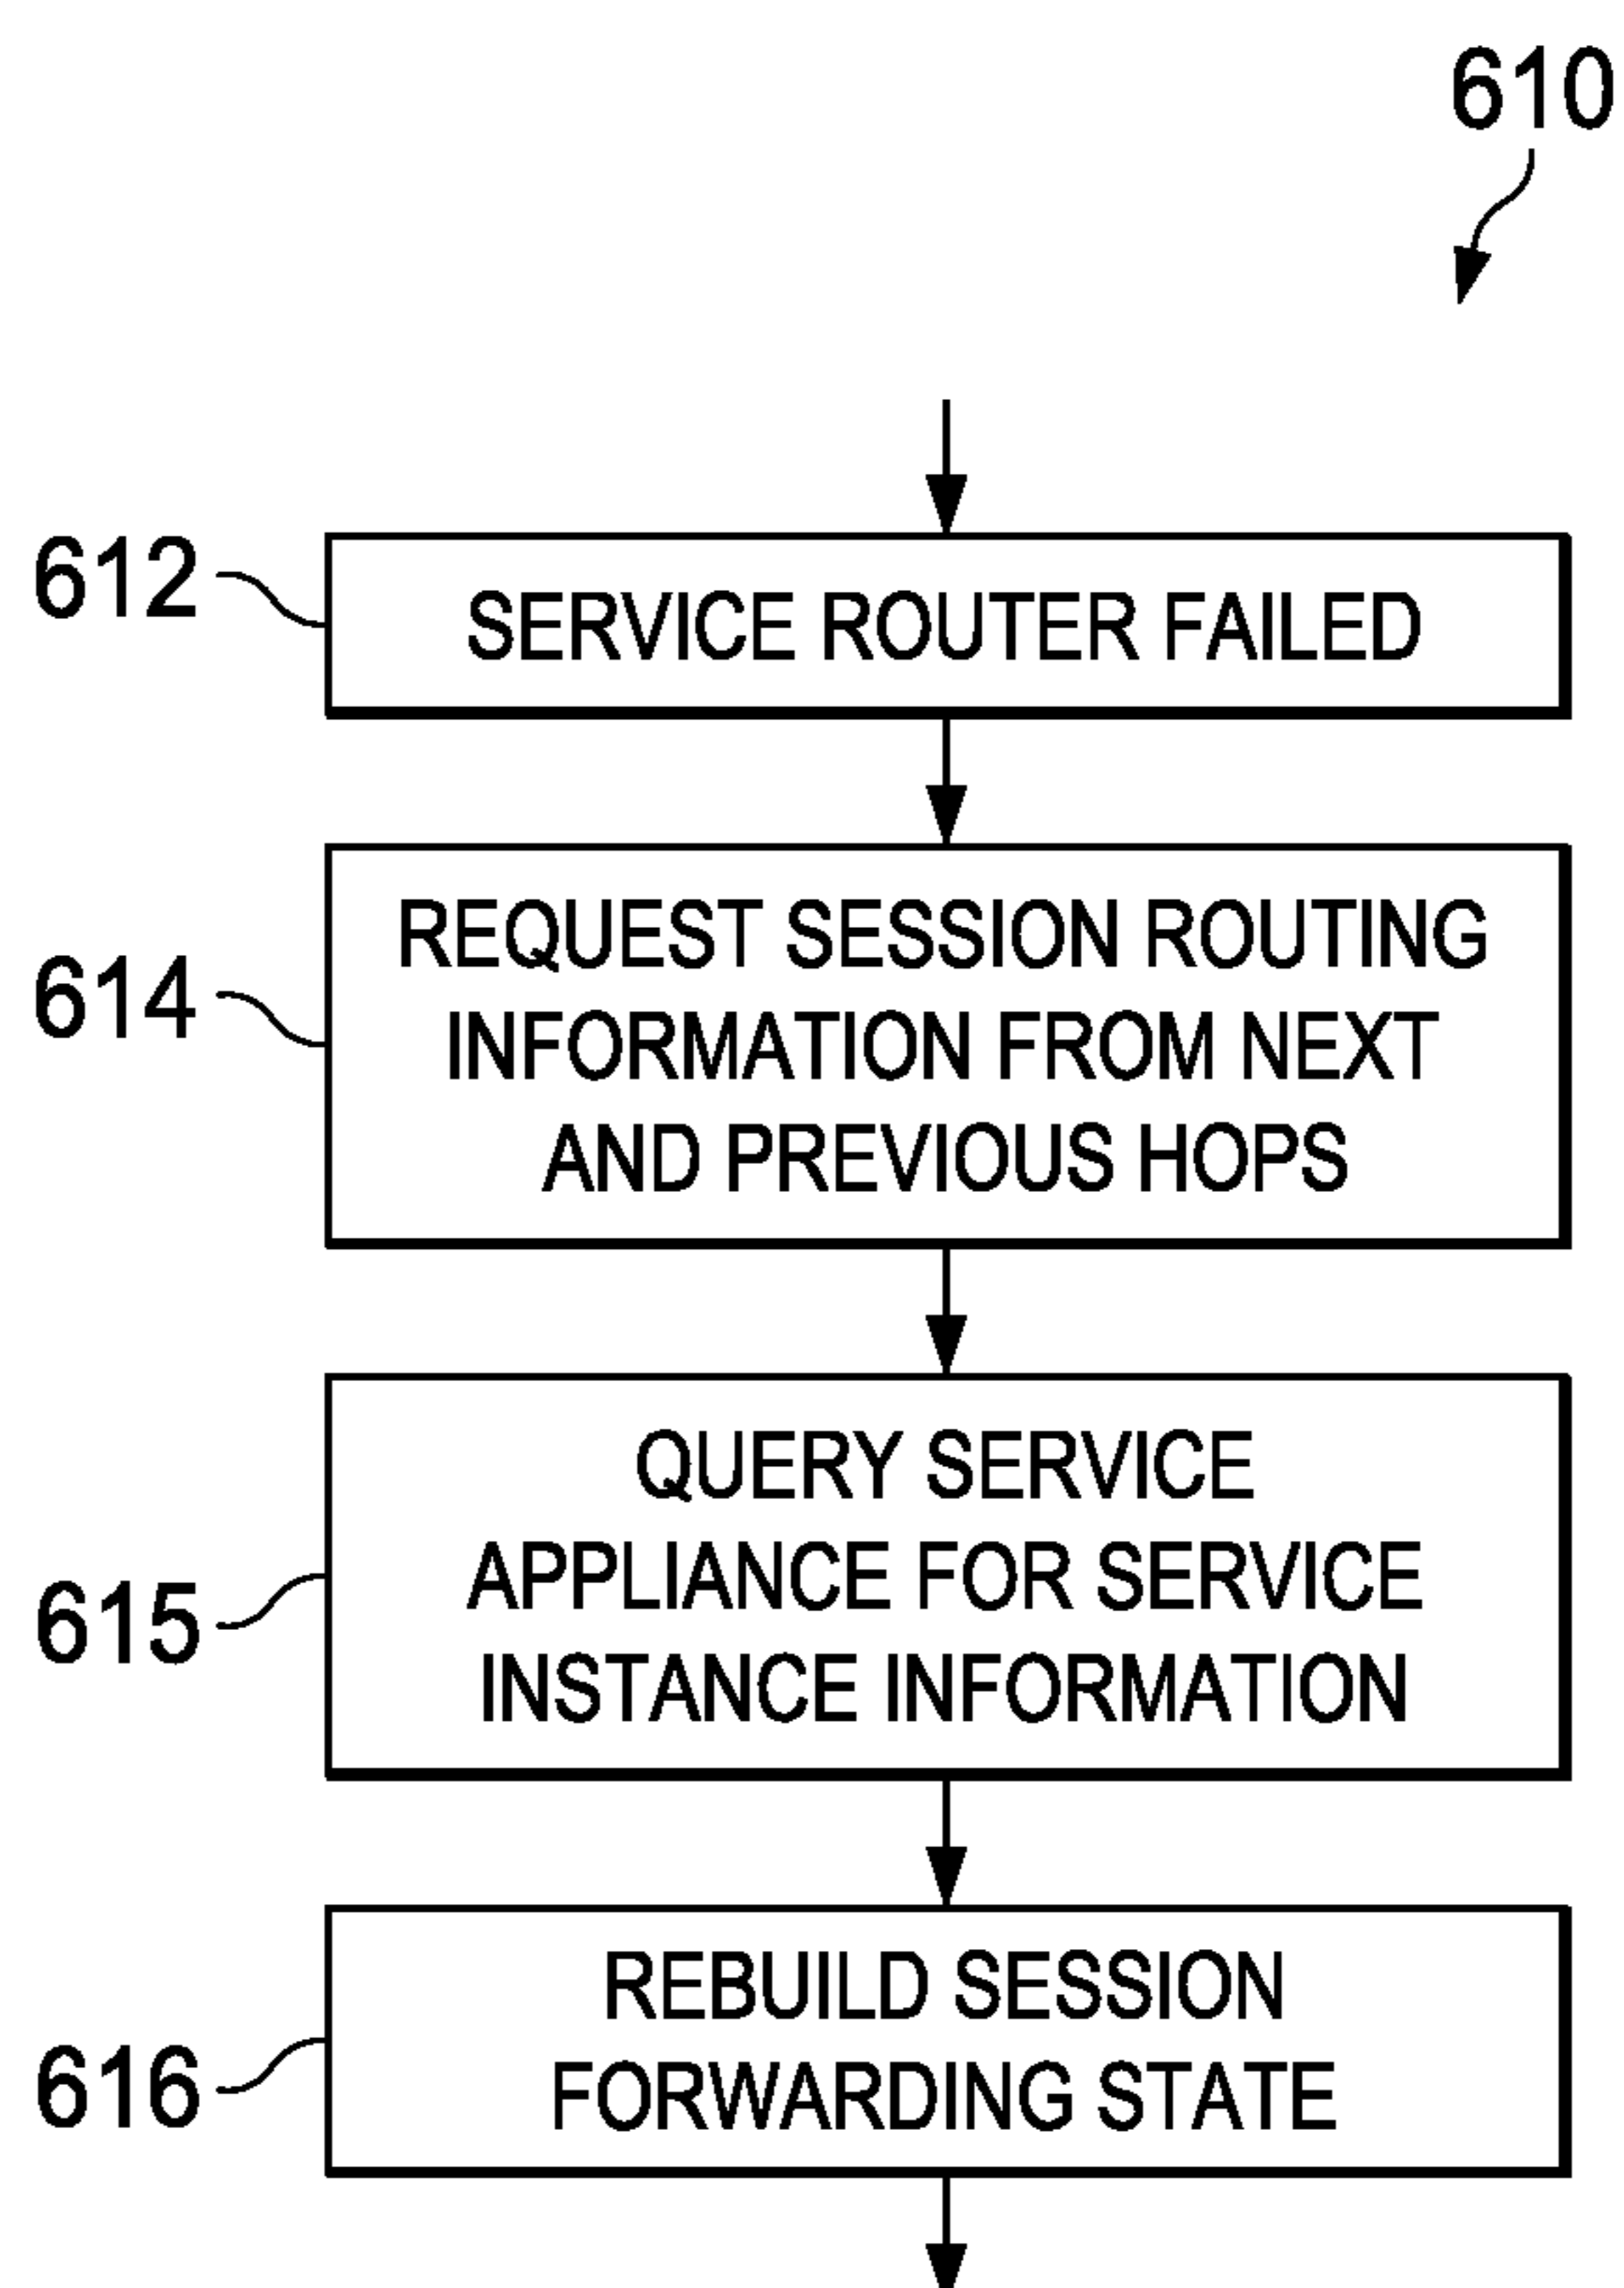 610
612
SERVICE ROUTER FAILED
614
REQUEST SESSION ROUTING
INFORMATION FROM NEXT
AND PREVIOUS HOPS
615
QUERY SERVICE
APPLIANCE FOR SERVICE
INSTANCE INFORMATION
616
REBUILD SESSION
FORWARDING STATE